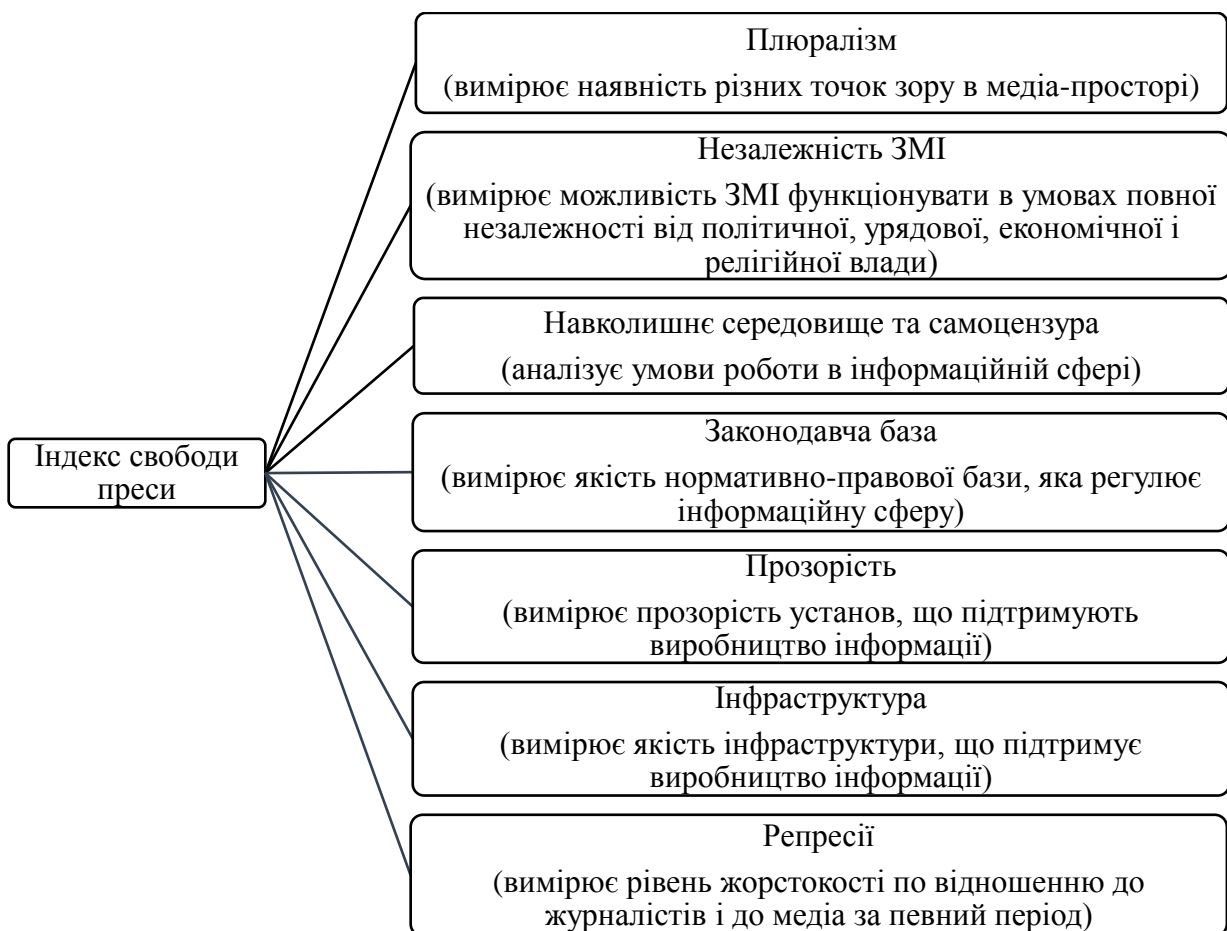 Плюралізм
(вимірює наявність різних точок зору в медіа-просторі)
Незалежність ЗМІ
(вимірює можливість ЗМІ функціонувати в умовах повної
незалежності від політичної, урядової, економічної і
релігійної влади)
Навколишнє середовище та самоцензура
(аналізує умови роботи в інформаційній сфері)
Індекс свободи
преси
Законодавча база
(вимірює якість нормативно-правової бази, яка регулює
інформаційну сферу)
Прозорість
(вимірює прозорість установ, що підтримують
виробництво інформації)
Інфраструктура
(вимірює якість інфраструктури, що підтримує
виробництво інформації)
Репресії
(вимірює рівень жорстокості по відношенню до
журналістів і до медіа за певний період)